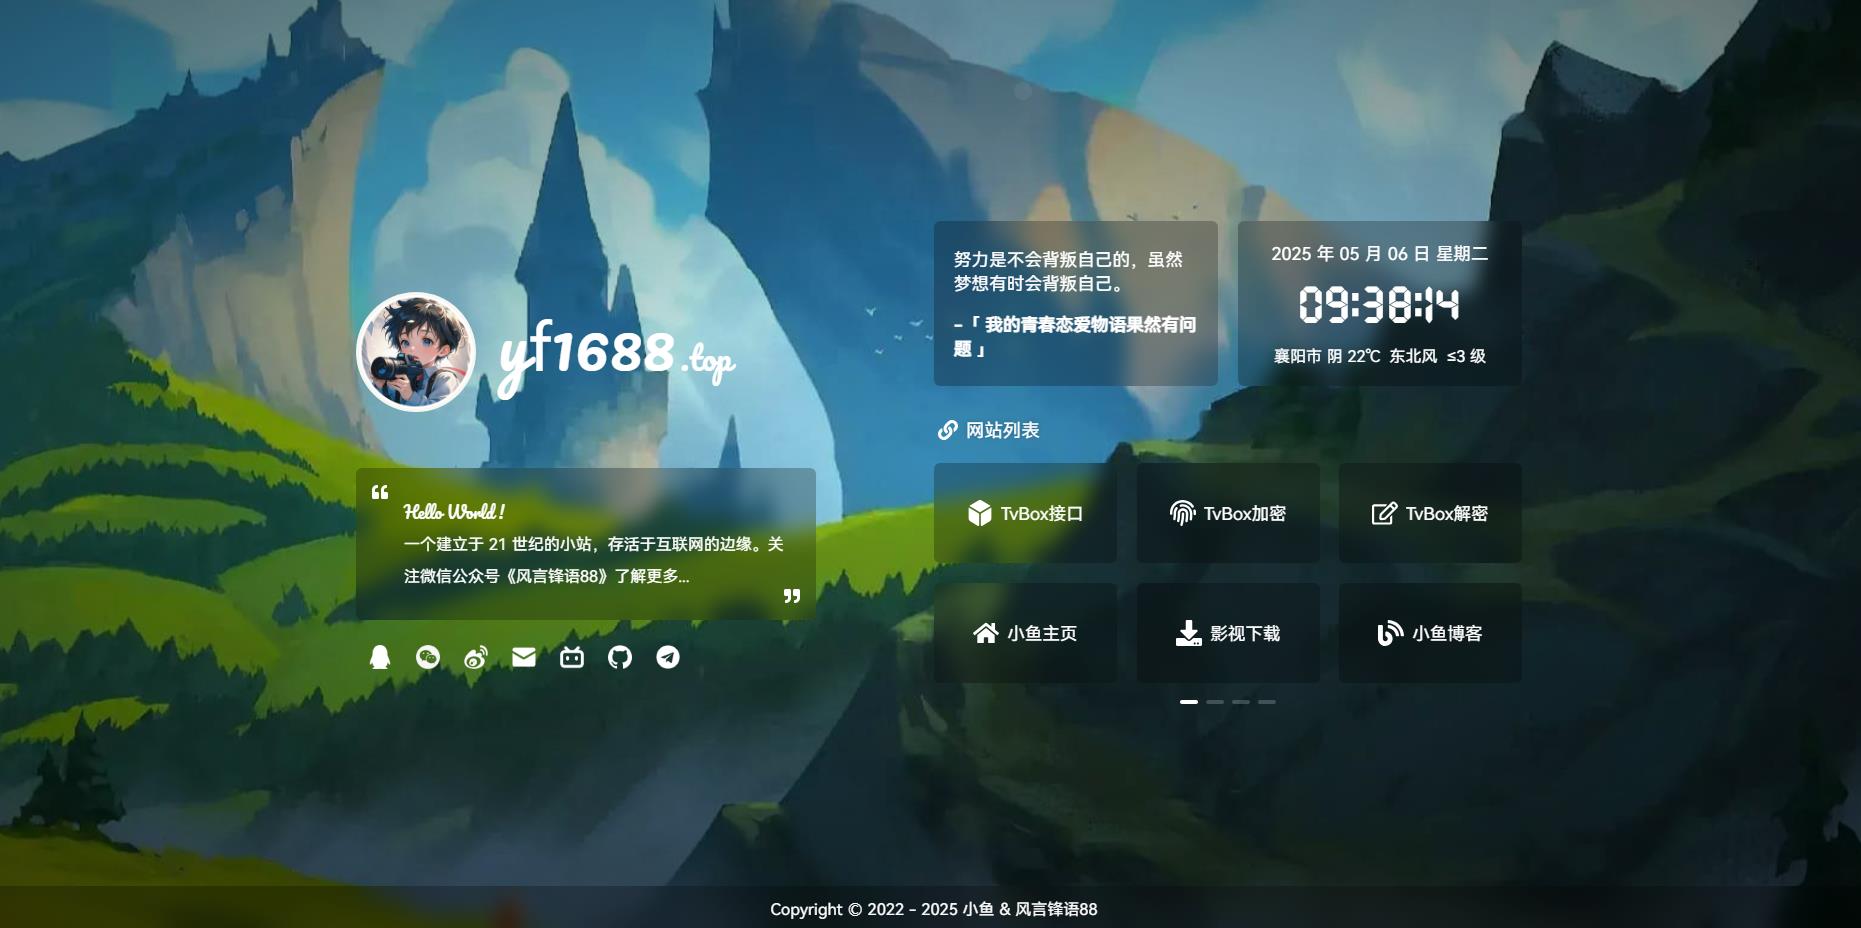 yf1688.top
Hello World !
一个建立于 21 世纪的小站，存活于互联网的边缘。关
注微信公众号《风言锋语88》了解更多...
努力是不会背叛自己的，虽然
梦想有时会背叛自己。
-「 我的青春恋爱物语果然有问
题 」
2025 年 05 月 06 日 星期二
09:38:14
襄阳市 阴 22℃ 东北风 ≤3 级
网站列表
TvBox接口
TvBox加密
TvBox解密
小鱼主页
影视下载
小鱼博客
Copyright © 2022 - 2025 小鱼 & 风言锋语88